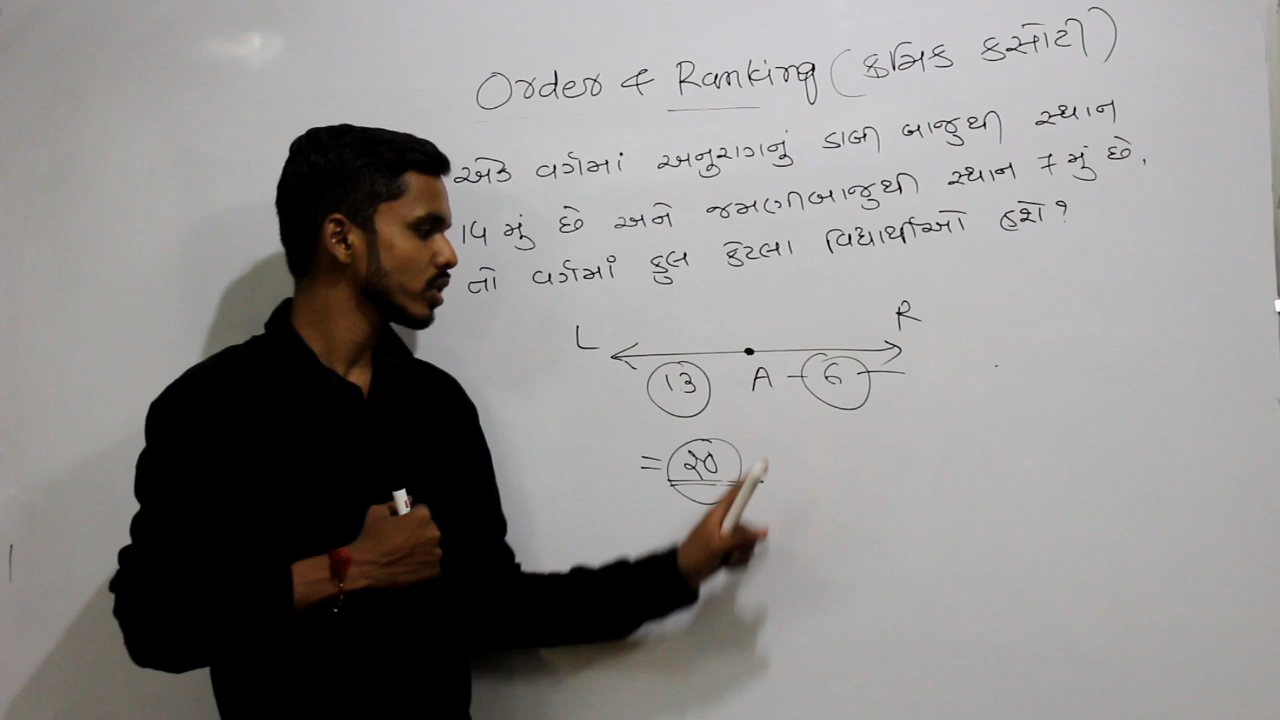 Order & Ranking (ક્રમિક કસોટી)
એક વર્ગમાં અનુરાગનું ડાબી બાજુથી સ્થાન
14 મું છે અને જમણીબાજુથી સ્થાન 7 મું છે,
તો વર્ગમાં કુલ કેટલા વિદ્યાર્થીઓ હશે?
L R
13 A 6
=